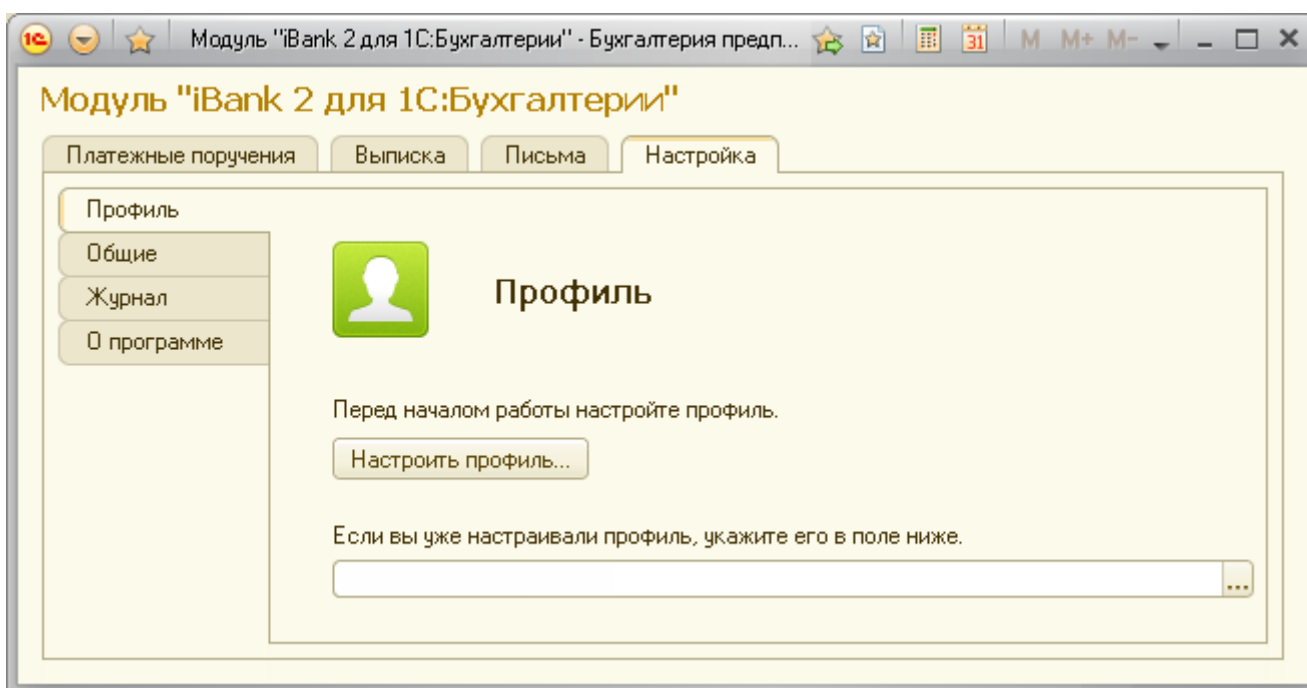 1С Модуль "iBank 2 для 1С:Бухгалтерии" - Бухгалтерия предп... 31 M M+ M-
Модуль "iBank 2 для 1С:Бухгалтерии"
Платежные поручения Выписка Письма Настройка
Профиль
Общие
Журнал
О программе
Профиль
Перед началом работы настройте профиль.
Настроить профиль...
Если вы уже настраивали профиль, укажите его в поле ниже.
...